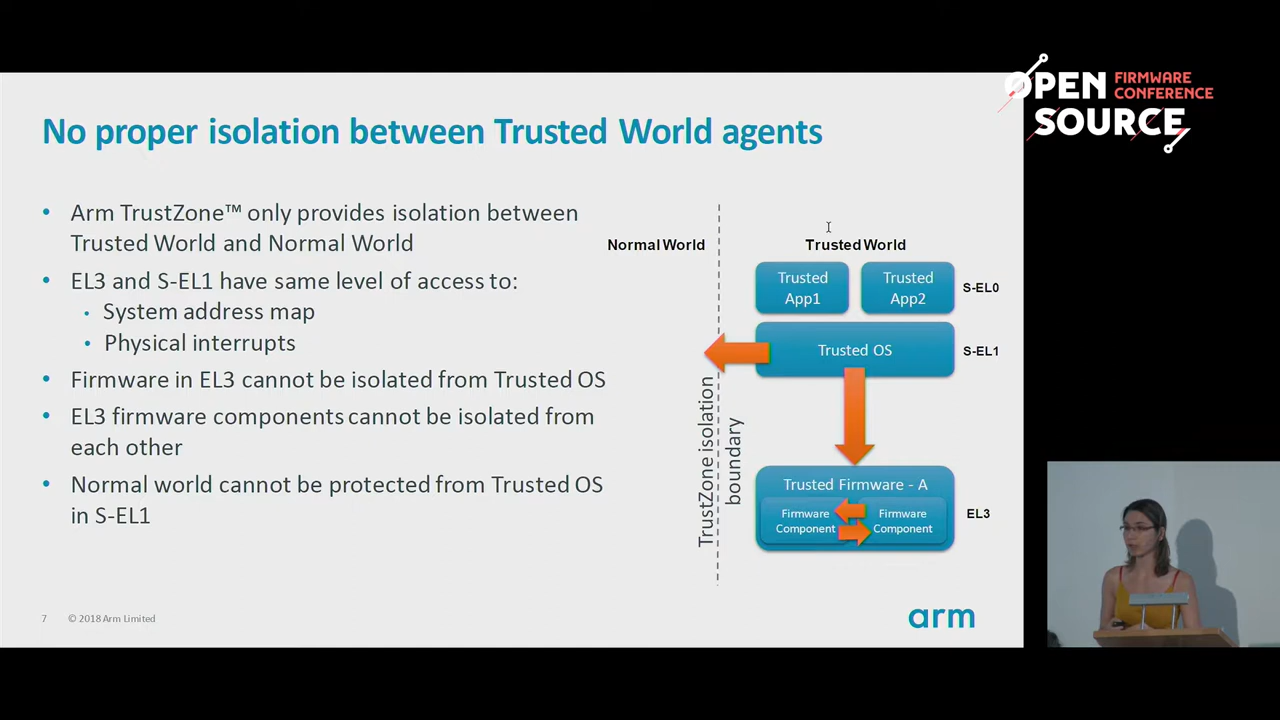 OPEN FIRMWARE
CONFERENCE
SOURCE
No proper isolation between Trusted World agents
• Arm TrustZone™ only provides isolation between
Trusted World and Normal World
• EL3 and S-EL1 have same level of access to:
• System address map
• Physical interrupts
• Firmware in EL3 cannot be isolated from Trusted OS
• EL3 firmware components cannot be isolated from
each other
• Normal world cannot be protected from Trusted OS
in S-EL1
Normal World
Trusted World
Trusted
App1
Trusted
App2
S-EL0
Trusted OS
S-EL1
TrustZone isolation
boundary
Trusted Firmware - A
Firmware
Component
Firmware
Component
EL3
7 © 2018 Arm Limited
arm